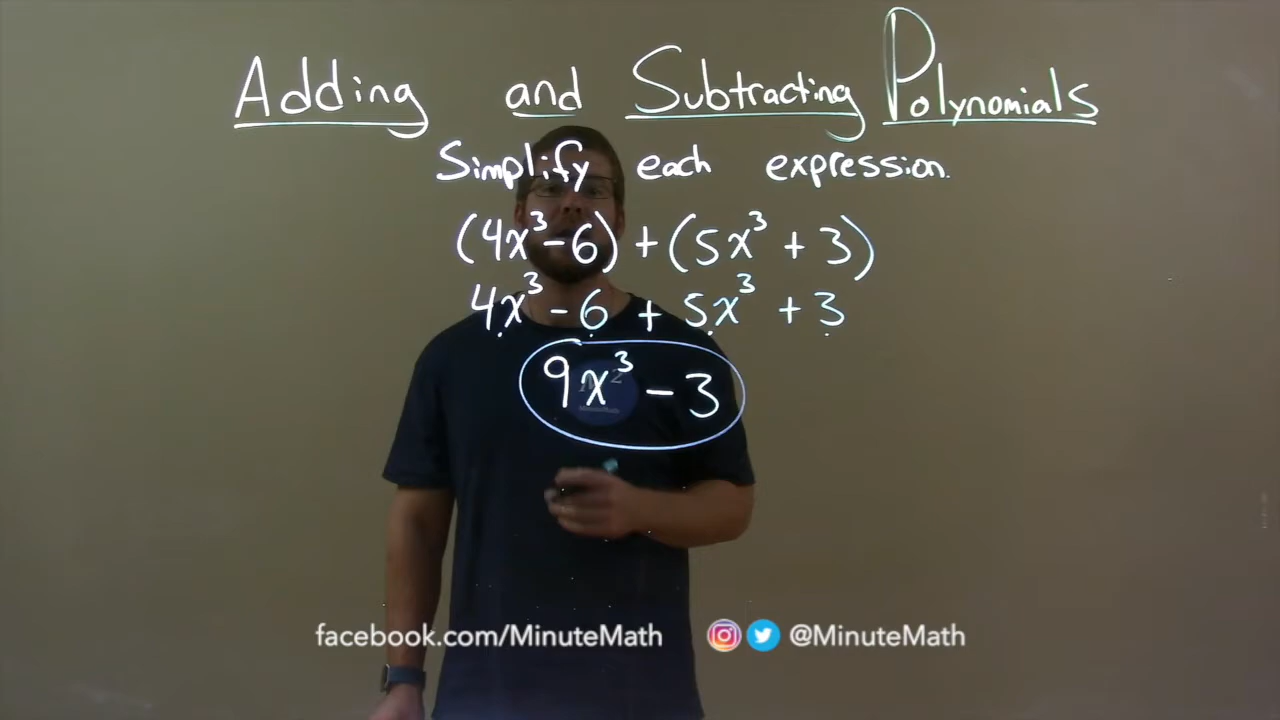 Adding and Subtracting Polynomials
Simplify each expression.
(4x³-6) + (5x³ + 3)
4x³ - 6 + 5x³ + 3
9x³ - 3
MinuteMath
facebook.com/MinuteMath @MinuteMath